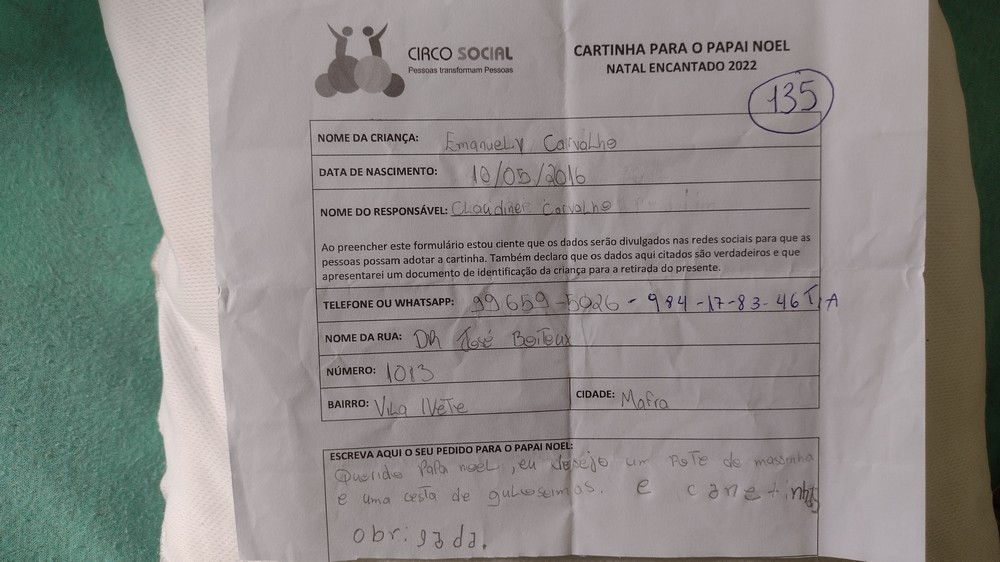 CIRCO SOCIAL
Pessoas transformam Pessoas
CARTINHA PARA O PAPAI NOEL
NATAL ENCANTADO 2022
135
NOME DA CRIANÇA: Emanuely Carvalho
DATA DE NASCIMENTO: 10/05/2016
NOME DO RESPONSÁVEL: Claudinei Carvalho
Ao preencher este formulário estou ciente que os dados serão divulgados nas redes sociais para que as
pessoas possam adotar a cartinha. Também declaro que os dados aqui citados são verdadeiros e que
apresentarei um documento de identificação da criança para a retirada do presente.
TELEFONE OU WHATSAPP: 99659-5926 - 984-17-83-46 TIA
NOME DA RUA: DR José Boiteux
NÚMERO: 1013
BAIRRO: Vila IVETE
CIDADE: Mafra
ESCREVA AQUI O SEU PEDIDO PARA O PAPAI NOEL:
Querido Papai noel, eu desejo um Pote de massinha
e uma cesta de guloseimas. e canetinhas
obrigada.